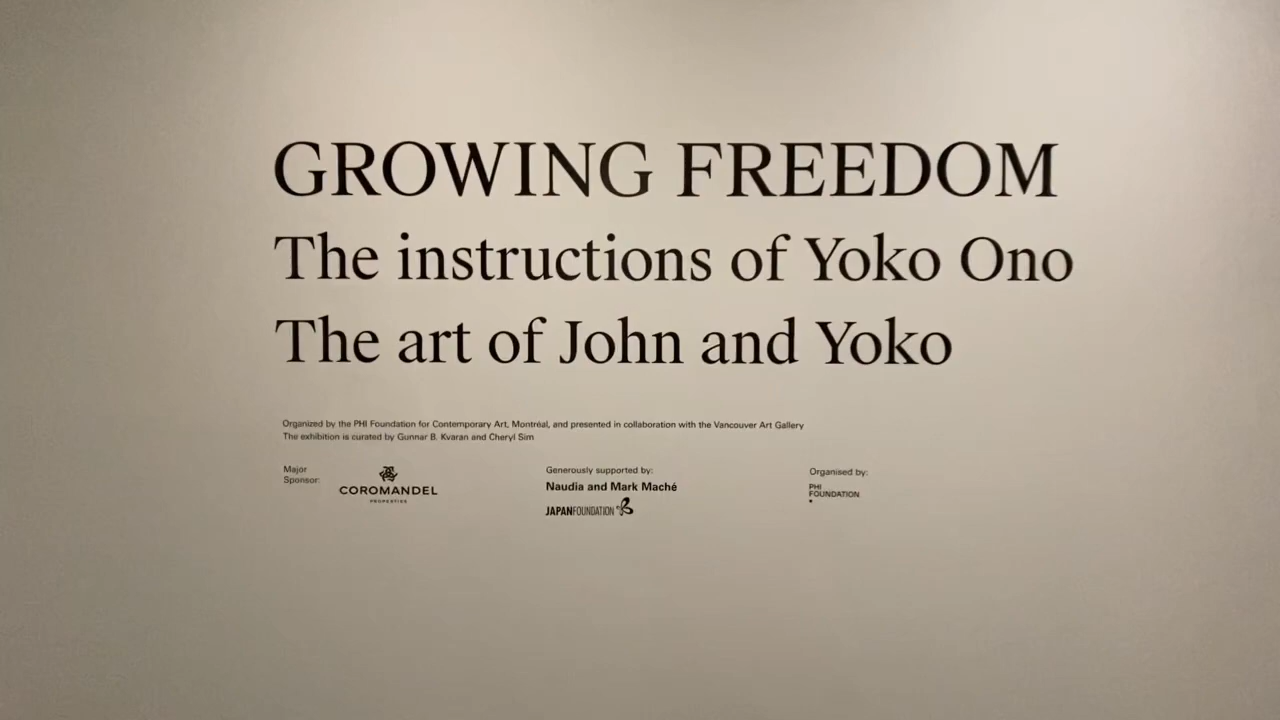 GROWING FREEDOM
The instructions of Yoko Ono
The art of John and Yoko
Organized by the PHI Foundation for Contemporary Art, Montréal, and presented in collaboration with the Vancouver Art Gallery
The exhibition is curated by Gunnar B. Kvaran and Cheryl Sim
Major
Sponsor:
COROMANDEL
PROPERTIES
Generously supported by:
Naudia and Mark Maché
JAPANFOUNDATION
Organised by:
PHI
FOUNDATION